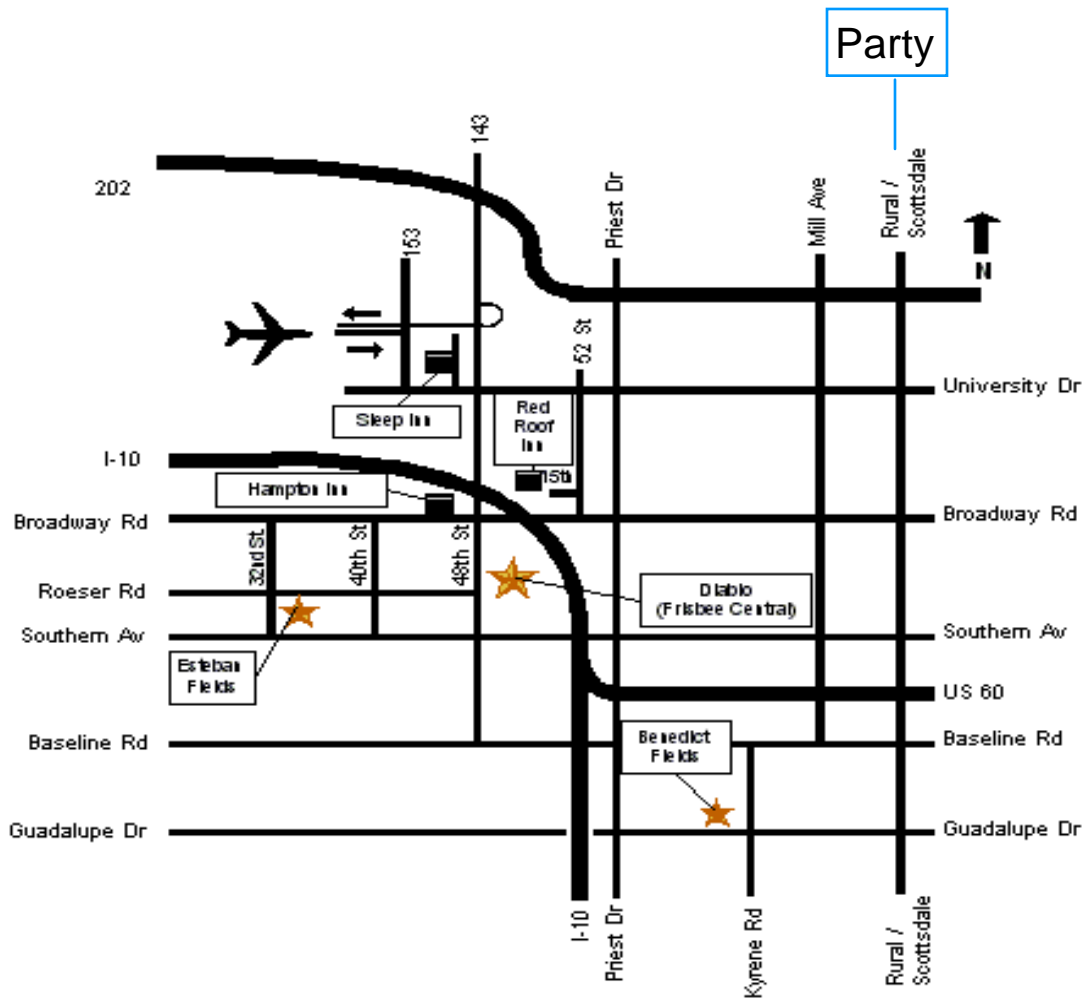 Party
143
202
Priest Dr
Mill Ave
Rural /
Scottsdale
153
N
52 St
University Dr
Sleep Inn
Red
Roof
Inn
I-10
15th
Hampton Inn
Broadway Rd
Broadway Rd
32nd St.
40th St
48th St
Roeser Rd
Diablo
(Frisbee Central)
Southern Av
Southern Av
Esteban
Fields
US 60
Baseline Rd
Benedict
Fields
Baseline Rd
Guadalupe Dr
Guadalupe Dr
I-10
Priest Dr
Kyrene Rd
Rural /
Scottsdale